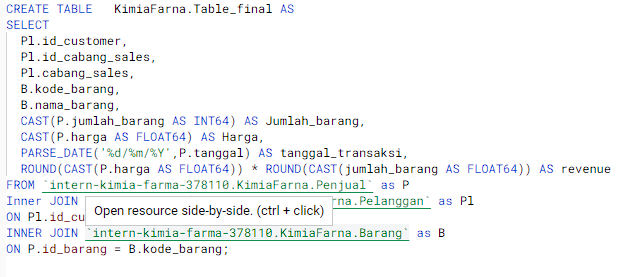 CREATE TABLE KimiaFarna.Table_final AS
SELECT
Pl.id_customer,
Pl.id_cabang_sales,
Pl.cabang_sales,
B.kode_barang,
B.nama_barang,
CAST(P.jumlah_barang AS INT64) AS Jumlah_barang,
CAST(P.harga AS FLOAT64) AS Harga,
PARSE_DATE('%d/%m/%Y',P.tanggal) AS tanggal_transaksi,
ROUND(CAST(P.harga AS FLOAT64)) * ROUND(CAST(jumlah_barang AS FLOAT64)) AS revenue
FROM `intern-kimia-farma-378110.KimiaFarna.Penjual` as P
Inner JOIN rna.Pelanggan` as Pl
Open resource side-by-side. (ctrl + click)
ON Pl.id_cu
INNER JOIN `intern-kimia-farma-378110.KimiaFarna.Barang` as B
ON P.id_barang = B.kode_barang;